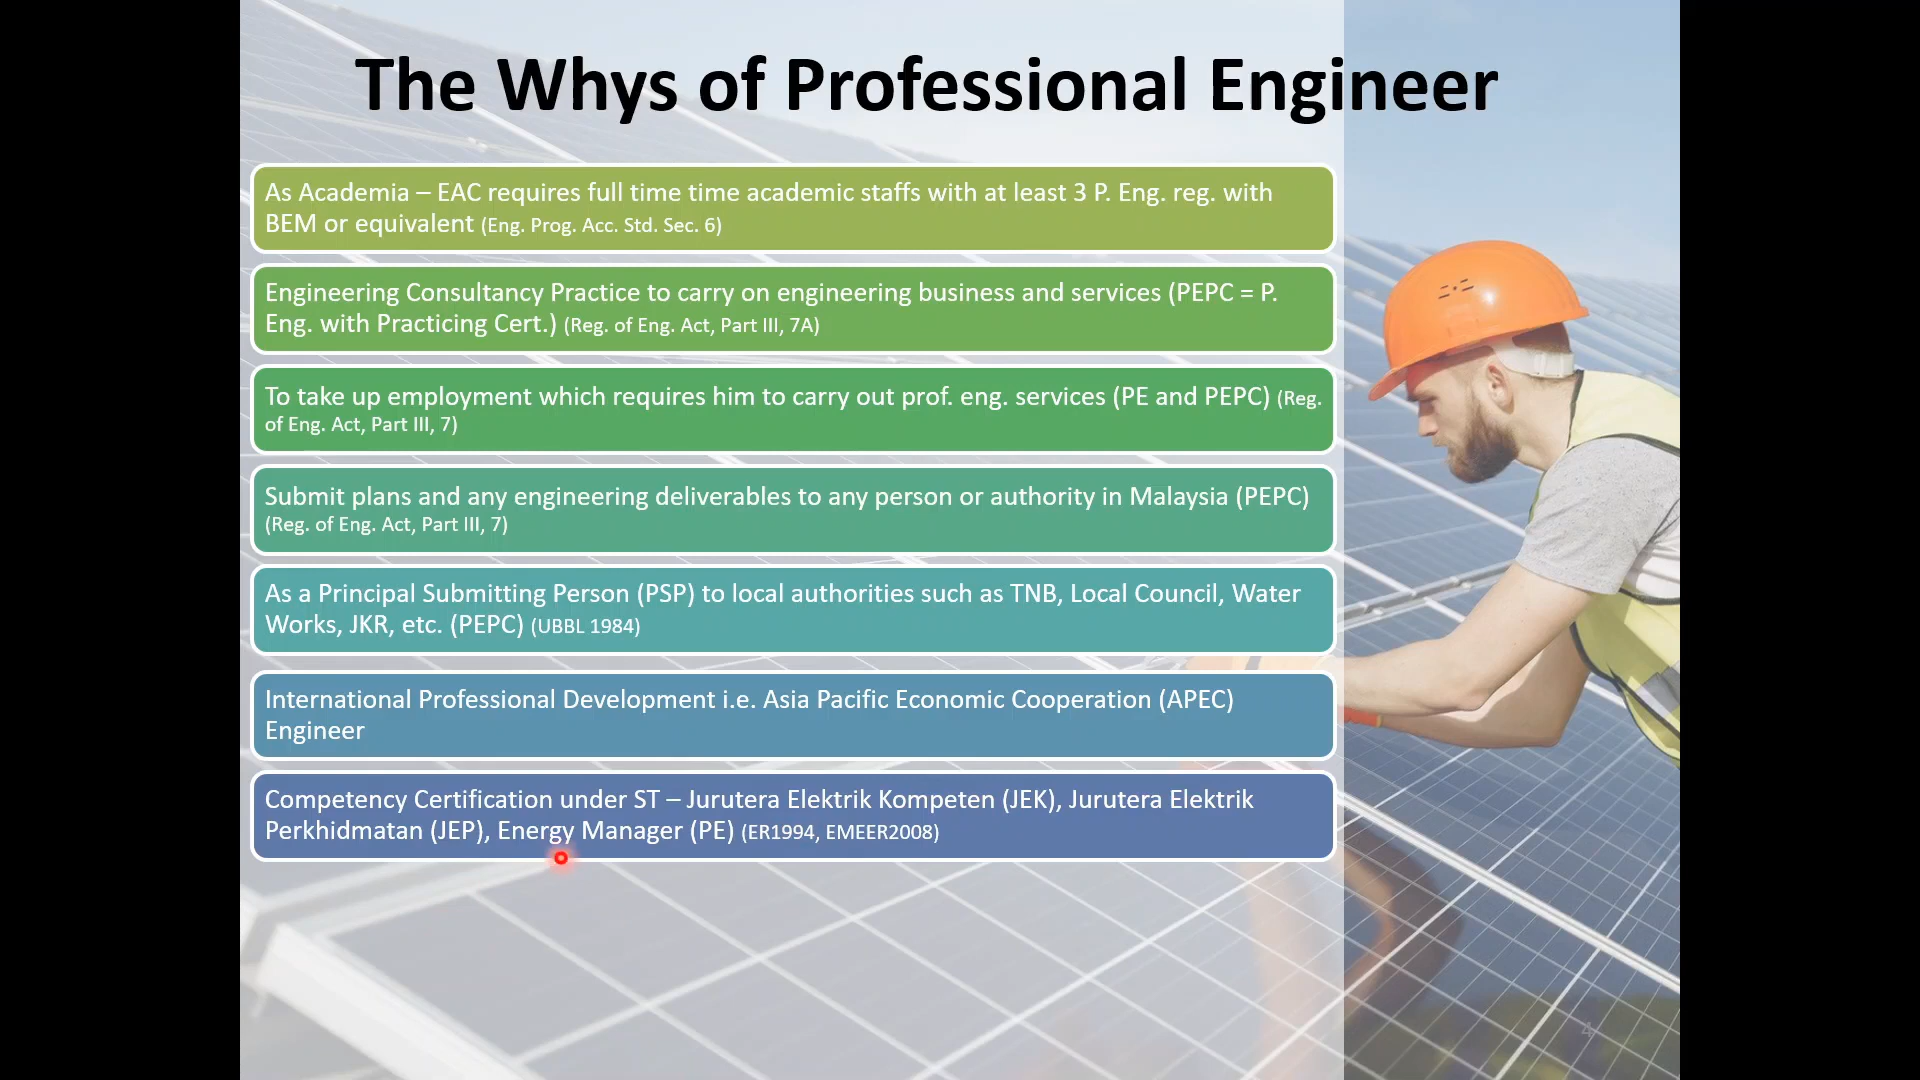 The Whys of Professional Engineer
As Academia – EAC requires full time time academic staffs with at least 3 P. Eng. reg. with
BEM or equivalent (Eng. Prog. Acc. Std. Sec. 6)
Engineering Consultancy Practice to carry on engineering business and services (PEPC = P.
Eng. with Practicing Cert.) (Reg. of Eng. Act, Part III, 7A)
To take up employment which requires him to carry out prof. eng. services (PE and PEPC) (Reg.
of Eng. Act, Part III, 7)
Submit plans and any engineering deliverables to any person or authority in Malaysia (PEPC)
(Reg. of Eng. Act, Part III, 7)
As a Principal Submitting Person (PSP) to local authorities such as TNB, Local Council, Water
Works, JKR, etc. (PEPC) (UBBL 1984)
International Professional Development i.e. Asia Pacific Economic Cooperation (APEC)
Engineer
Competency Certification under ST – Jurutera Elektrik Kompeten (JEK), Jurutera Elektrik
Perkhidmatan (JEP), Energy Manager (PE) (ER1994, EMEER2008)
4